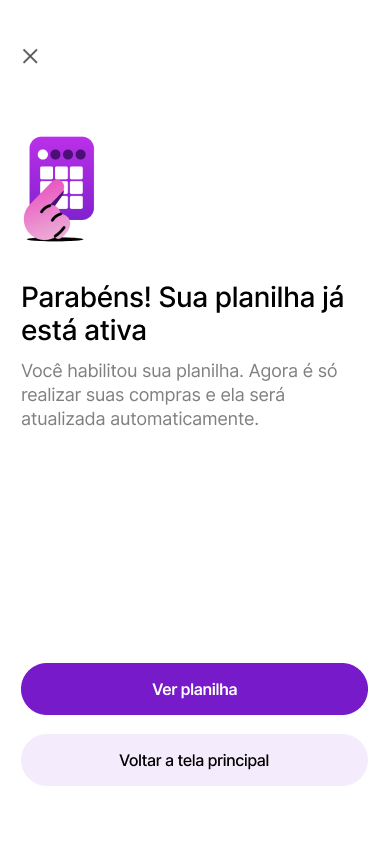 Parabéns! Sua planilha já
está ativa
Você habilitou sua planilha. Agora é só
realizar suas compras e ela será
atualizada automaticamente.
Ver planilha
Voltar a tela principal